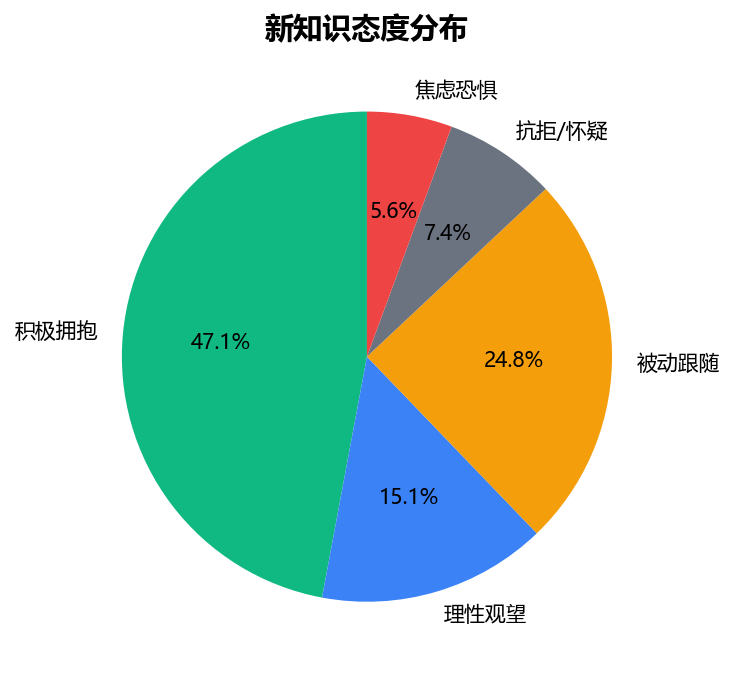 新知识态度分布
焦虑恐惧
抗拒/怀疑
5.6%
7.4%
积极拥抱
47.1%
24.8%
被动跟随
15.1%
理性观望